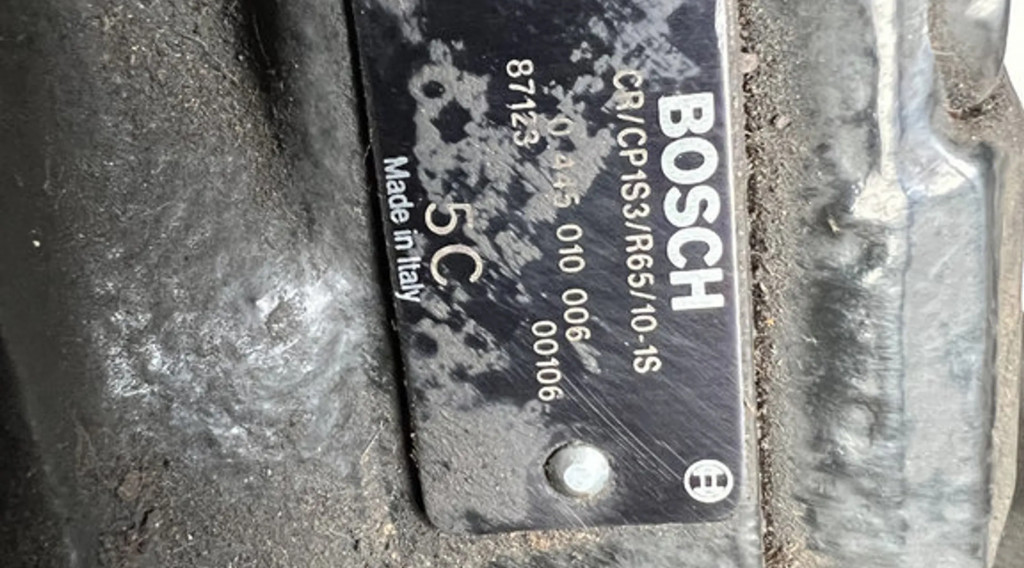 BOSCH
CR/CP1S3/R65/10-1S
0 445 010 006
87123 00106
5C
Made in Italy